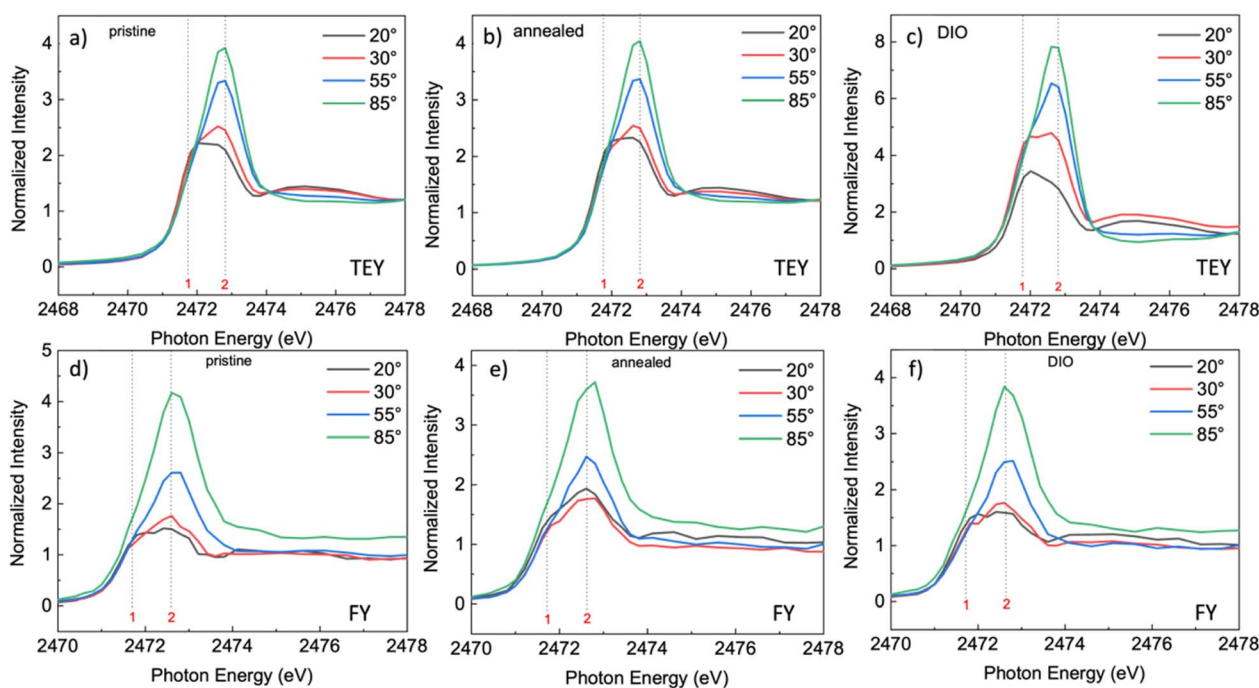 a)
pristine
20°
30°
55°
85°
4
3
2
1
0
Normalized Intensity
TEY
1
2
2468 2470 2472 2474 2476 2478
Photon Energy (eV)
b)
annealed
20°
30°
55°
85°
4
3
2
1
0
Normalized Intensity
TEY
1
2
2468 2470 2472 2474 2476 2478
Photon Energy (eV)
c)
DIO
20°
30°
55°
85°
8
6
4
2
0
Normalized Intensity
TEY
1
2
2468 2470 2472 2474 2476 2478
Photon Energy (eV)
d)
pristine
20°
30°
55°
85°
5
4
3
2
1
0
Normalized Intensity
FY
1
2
2470 2472 2474 2476 2478
Photon Energy (eV)
e)
annealed
20°
30°
55°
85°
4
3
2
1
0
Normalized Intensity
FY
1
2
2470 2472 2474 2476 2478
Photon Energy (eV)
f)
DIO
20°
30°
55°
85°
4
3
2
1
0
Normalized Intensity
FY
1
2
2470 2472 2474 2476 2478
Photon Energy (eV)